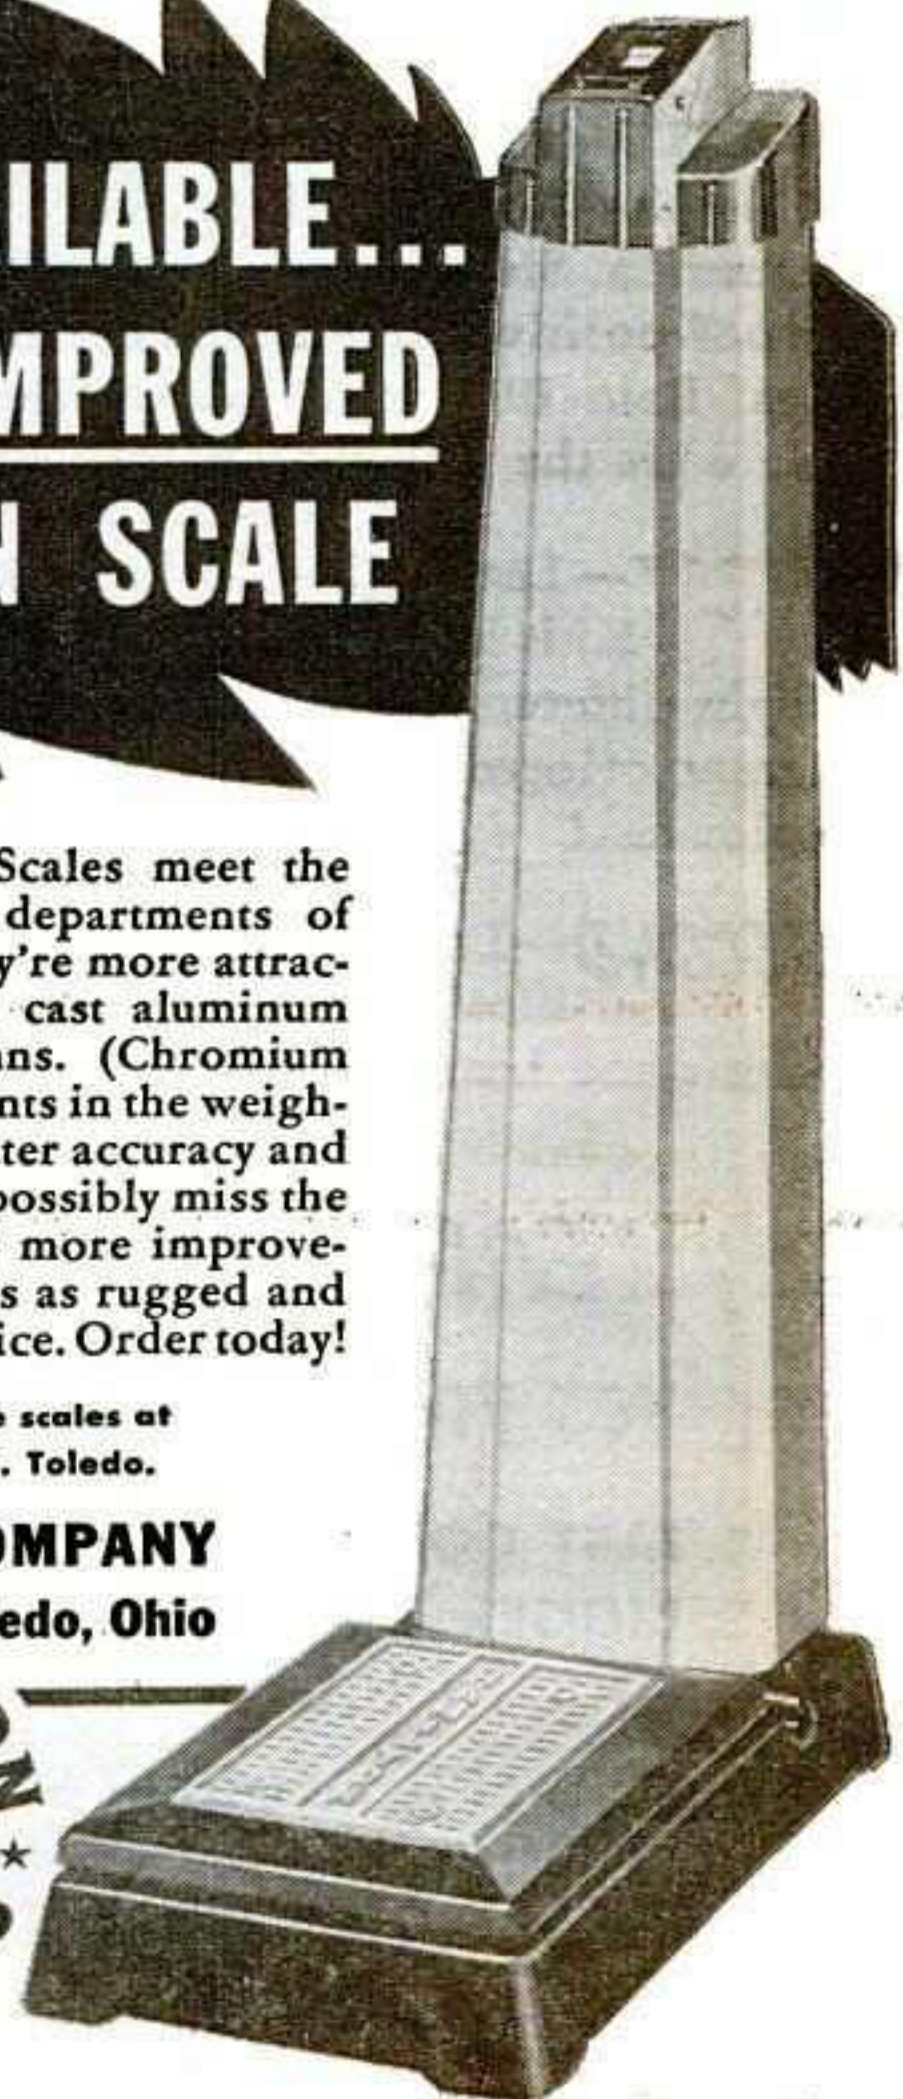 ILABLE...
MPROVED
N SCALE
Scales meet the
departments of
y're more attrac-
cast aluminum
ns. (Chromium
nts in the weigh-
ter accuracy and
possibly miss the
more improve-
s as rugged and
ice. Order today!
scales at
. Toledo.
OMPANY
edo, Ohio